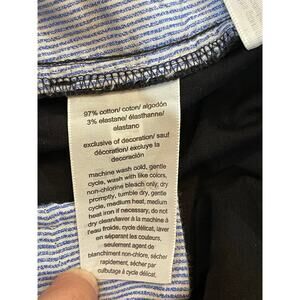 97% cotton/ coton/ algodón
3% elastane/ élasthanne/
elastano
exclusive of decoration/ sauf
décoration/ excluye la
decoración
machine wash cold, gentle
cycle, wash with like colors,
non-chlorine bleach only, dry
promptly, tumble dry, gentle
cycle, medium heat, medium
heat iron if necessary, do not
dry clean/laver à la machine à
l'eau froide, cycle délicat, laver
en séparant les couleurs,
seulement agent de
blanchiment non-chlore, sécher
rapidement, sécher par
culbutage à cycle délicat,